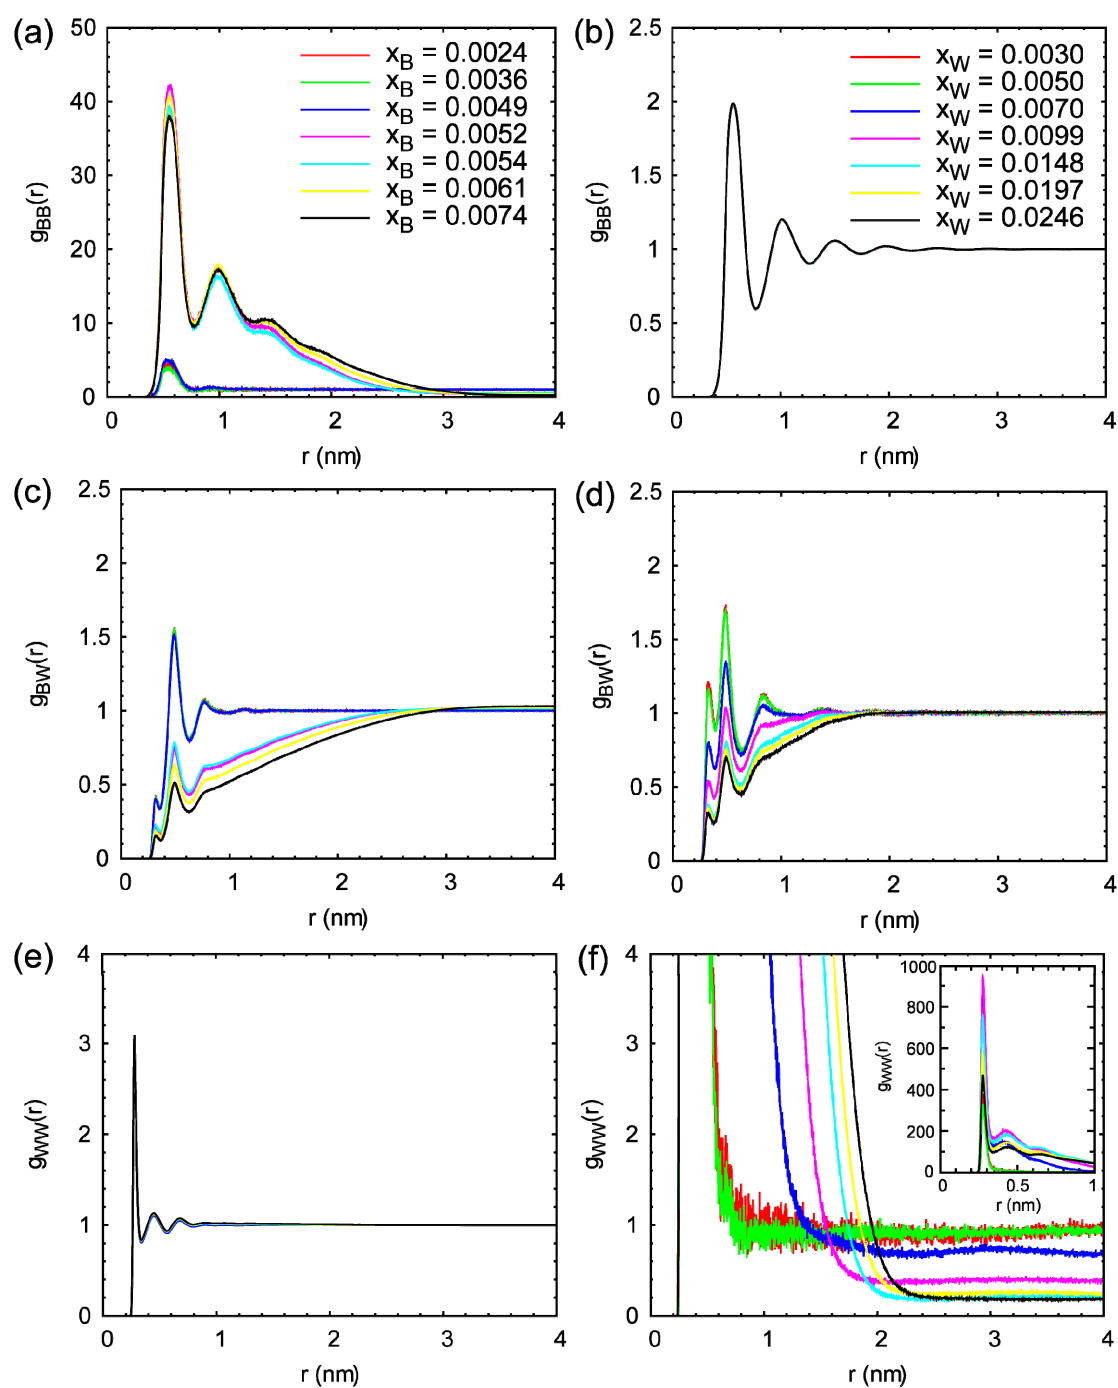 (a)
50
40
30
20
10
0
g_BB(r)
x_B = 0.0024
x_B = 0.0036
x_B = 0.0049
x_B = 0.0052
x_B = 0.0054
x_B = 0.0061
x_B = 0.0074
0 1 2 3 4
r (nm)
(b)
2.5
2
1.5
1
0.5
0
g_BB(r)
x_W = 0.0030
x_W = 0.0050
x_W = 0.0070
x_W = 0.0099
x_W = 0.0148
x_W = 0.0197
x_W = 0.0246
0 1 2 3 4
r (nm)
(c)
2.5
2
1.5
1
0.5
0
g_BW(r)
0 1 2 3 4
r (nm)
(d)
2.5
2
1.5
1
0.5
0
g_BW(r)
0 1 2 3 4
r (nm)
(e)
4
3
2
1
0
g_WW(r)
0 1 2 3 4
r (nm)
(f)
4
3
2
1
0
g_WW(r)
0 1 2 3 4
r (nm)
1000
800
600
400
200
0
g_WW(r)
0 0.5 1
r (nm)